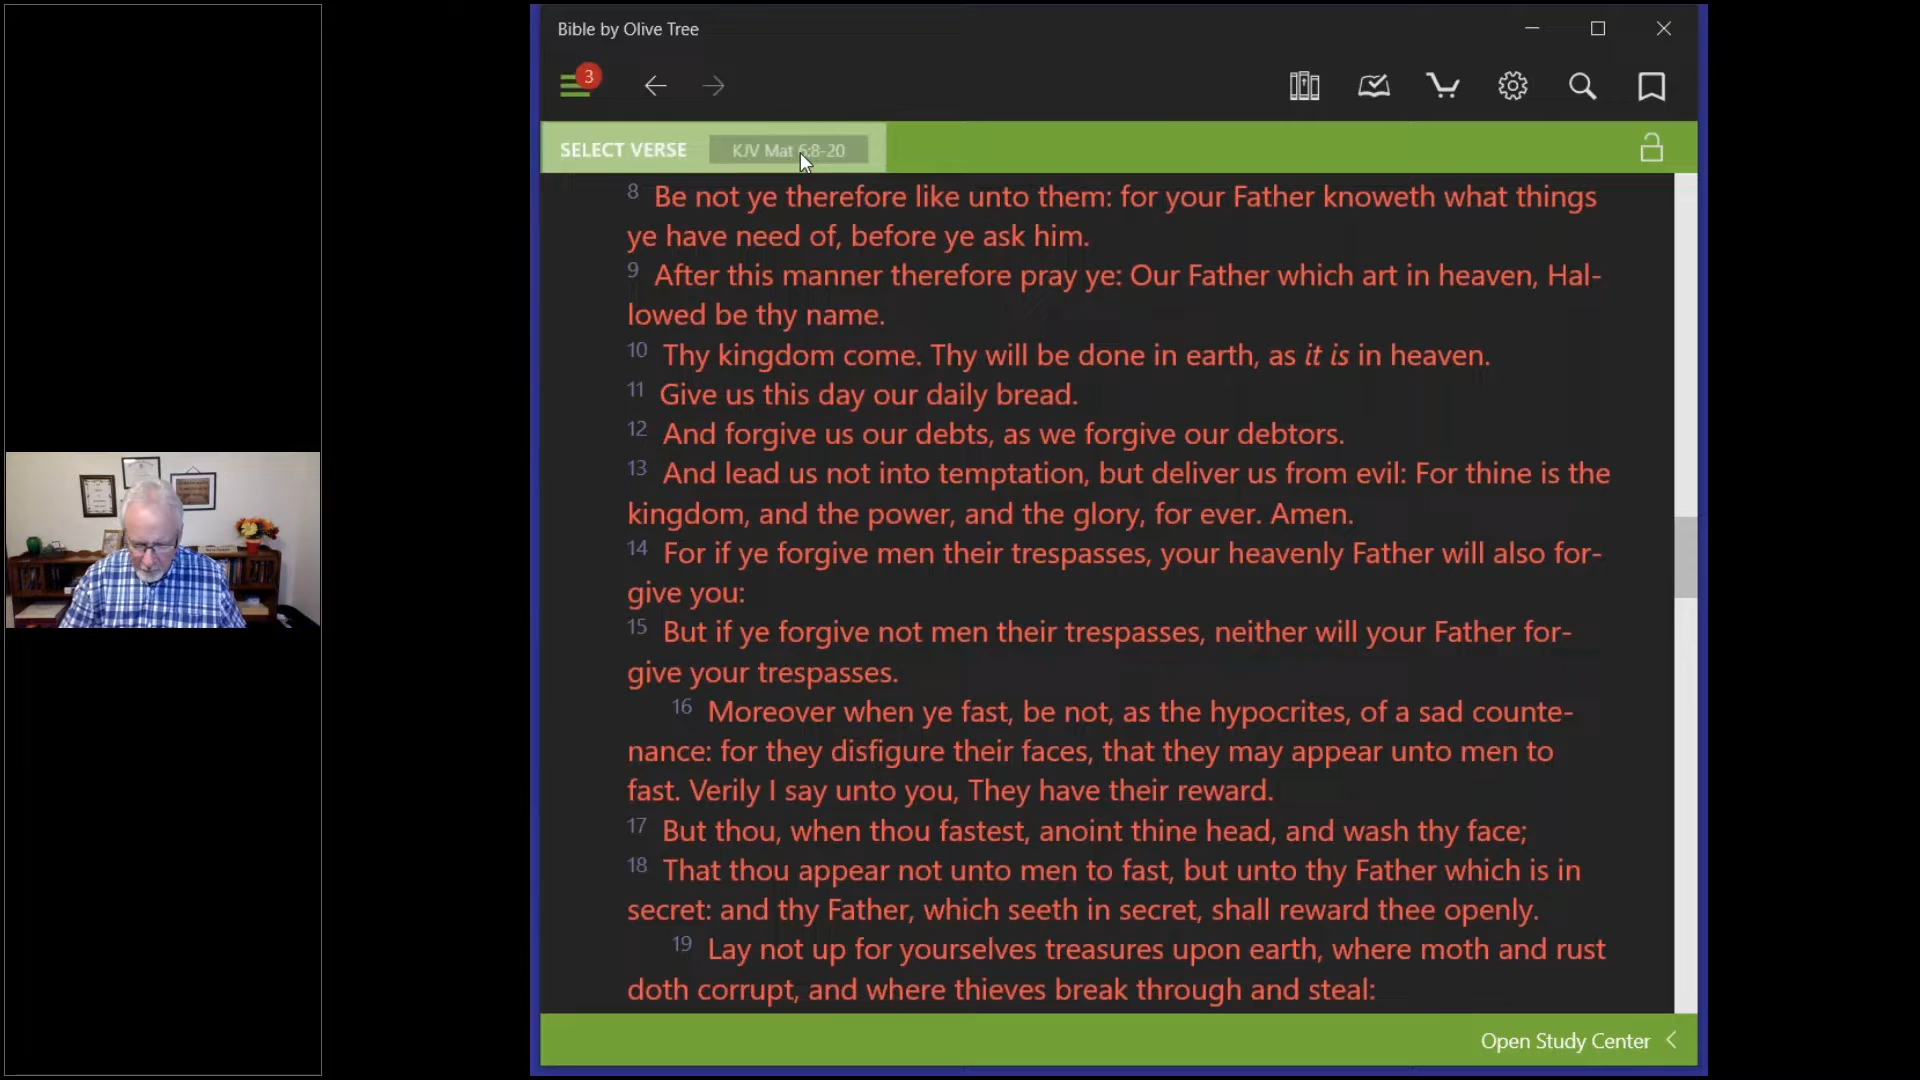 Bible by Olive Tree
3
SELECT VERSE KJV Mat 6:8-20
8 Be not ye therefore like unto them: for your Father knoweth what things
ye have need of, before ye ask him.
9 After this manner therefore pray ye: Our Father which art in heaven, Hal-
lowed be thy name.
10 Thy kingdom come. Thy will be done in earth, as it is in heaven.
11 Give us this day our daily bread.
12 And forgive us our debts, as we forgive our debtors.
13 And lead us not into temptation, but deliver us from evil: For thine is the
kingdom, and the power, and the glory, for ever. Amen.
14 For if ye forgive men their trespasses, your heavenly Father will also for-
give you:
15 But if ye forgive not men their trespasses, neither will your Father for-
give your trespasses.
16 Moreover when ye fast, be not, as the hypocrites, of a sad counte-
nance: for they disfigure their faces, that they may appear unto men to
fast. Verily I say unto you, They have their reward.
17 But thou, when thou fastest, anoint thine head, and wash thy face;
18 That thou appear not unto men to fast, but unto thy Father which is in
secret: and thy Father, which seeth in secret, shall reward thee openly.
19 Lay not up for yourselves treasures upon earth, where moth and rust
doth corrupt, and where thieves break through and steal:
Open Study Center